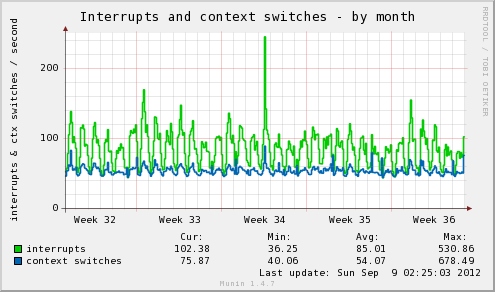 Interrupts and context switches - by month
RRDTOOL / TOBI OETIKER
interrupts & ctx switches / second
200
100
0
Week 32 Week 33 Week 34 Week 35 Week 36
Cur: Min: Avg: Max:
interrupts 102.38 36.25 85.01 530.86
context switches 75.87 40.06 54.07 678.49
Last update: Sun Sep 9 02:25:03 2012
Munin 1.4.7